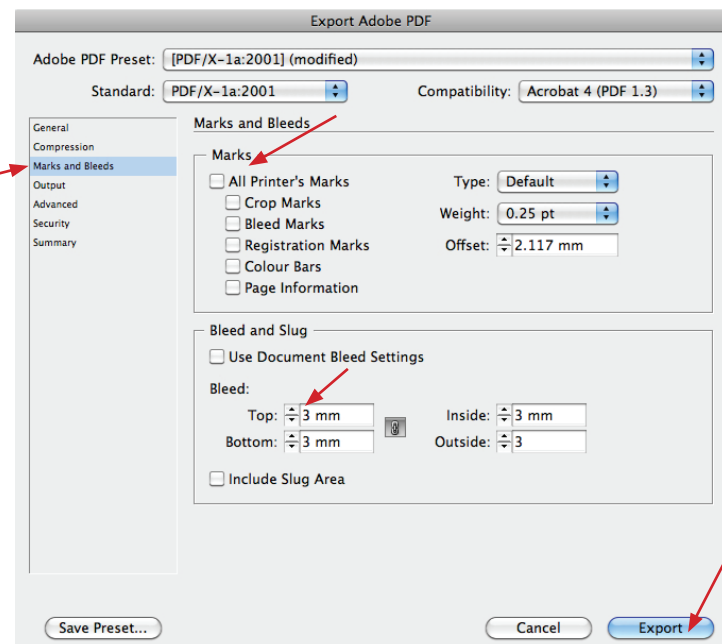 Export Adobe PDF
Adobe PDF Preset: [PDF/X-1a:2001] (modified)
Standard: PDF/X-1a:2001 Compatibility: Acrobat 4 (PDF 1.3)
General
Compression
Marks and Bleeds
Output
Advanced
Security
Summary
Marks and Bleeds
Marks
All Printer's Marks Type: Default
Crop Marks Weight: 0.25 pt
Bleed Marks
Registration Marks Offset: 2.117 mm
Colour Bars
Page Information
Bleed and Slug
Use Document Bleed Settings
Bleed:
Top: 3 mm Inside: 3 mm
Bottom: 3 mm Outside: 3
Include Slug Area
Save Preset... Cancel Export